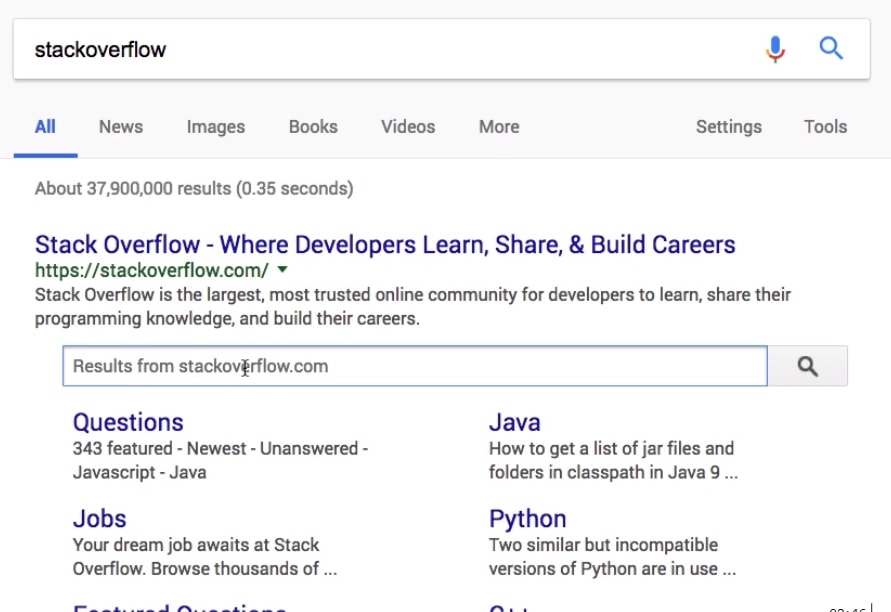 stackoverflow
All News Images Books Videos More Settings Tools
About 37,900,000 results (0.35 seconds)
Stack Overflow - Where Developers Learn, Share, & Build Careers
https://stackoverflow.com/
Stack Overflow is the largest, most trusted online community for developers to learn, share their
programming knowledge, and build their careers.
Results from stackoverflow.com
Questions
343 featured - Newest - Unanswered -
Javascript - Java
Java
How to get a list of jar files and
folders in classpath in Java 9 ...
Jobs
Your dream job awaits at Stack
Overflow. Browse thousands of ...
Python
Two similar but incompatible
versions of Python are in use ...
Featured Questions
C++